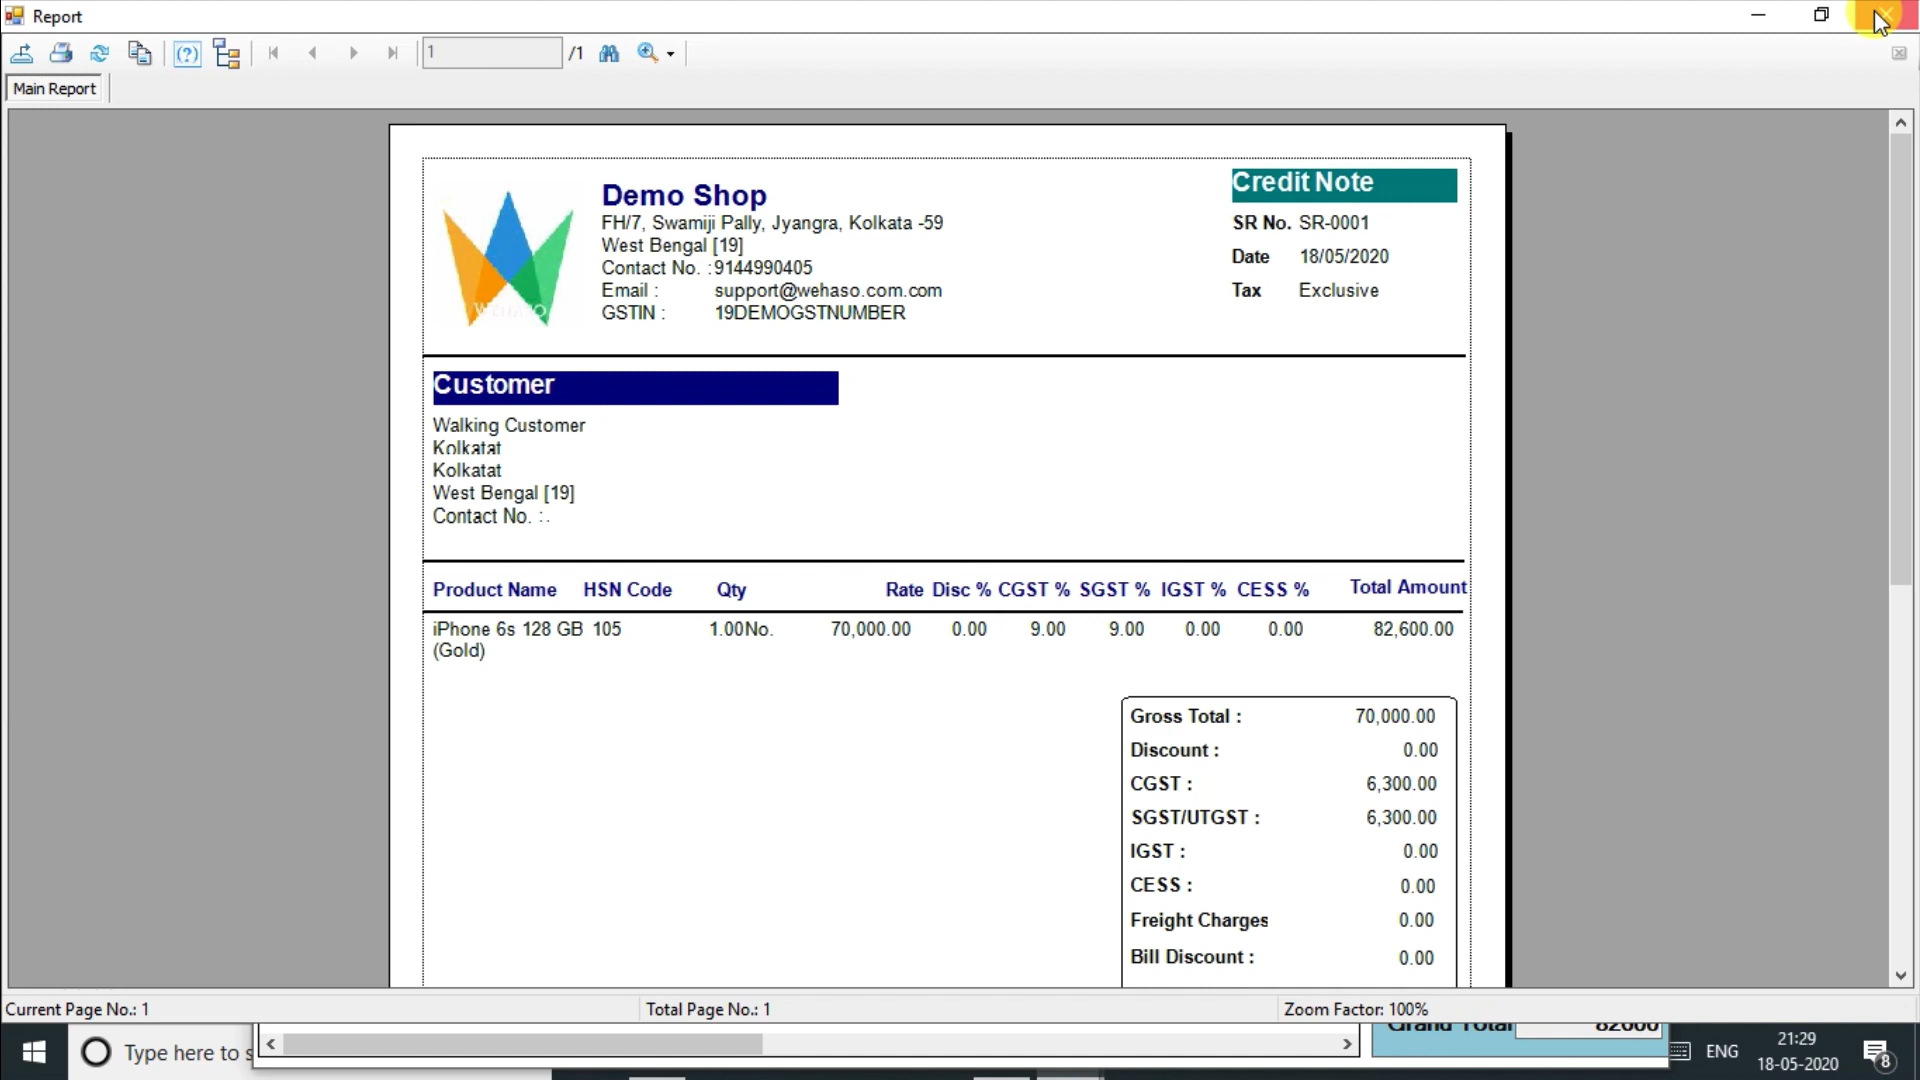 Report
1 /1
Main Report
Demo Shop
FH/7, Swamiji Pally, Jyangra, Kolkata -59
West Bengal [19]
Contact No. : 9144990405
Email : support@wehaso.com.com
GSTIN : 19DEMOGSTNUMBER
WEHASO
Credit Note
SR No. SR-0001
Date 18/05/2020
Tax Exclusive
Customer
Walking Customer
Kolkatat
Kolkatat
West Bengal [19]
Contact No. : .
Product Name HSN Code Qty Rate Disc % CGST % SGST % IGST % CESS % Total Amount
iPhone 6s 128 GB 105 1.00No. 70,000.00 0.00 9.00 9.00 0.00 0.00 82,600.00
(Gold)
Gross Total : 70,000.00
Discount : 0.00
CGST : 6,300.00
SGST/UTGST : 6,300.00
IGST : 0.00
CESS : 0.00
Freight Charges 0.00
Bill Discount : 0.00
Current Page No.: 1 Total Page No.: 1 Zoom Factor: 100%
Grand Total 82600
Type here to s
ENG
21:29
18-05-2020
8